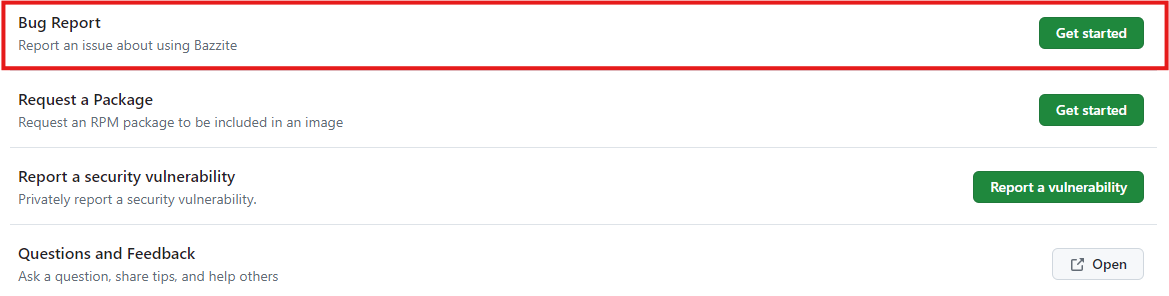 Bug Report
Report an issue about using Bazzite
Get started
Request a Package
Request an RPM package to be included in an image
Get started
Report a security vulnerability
Privately report a security vulnerability.
Report a vulnerability
Questions and Feedback
Ask a question, share tips, and help others
Open